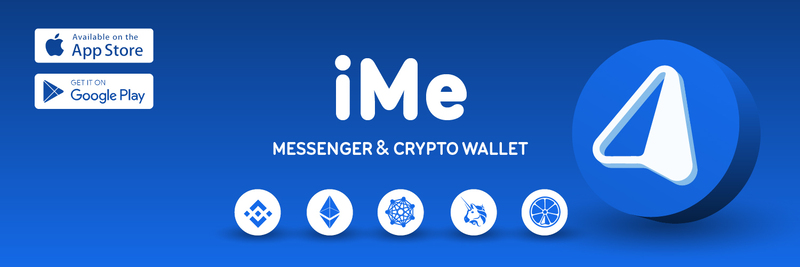 Available on the
App Store
GET IT ON
Google Play
iMe
MESSENGER & CRYPTO WALLET